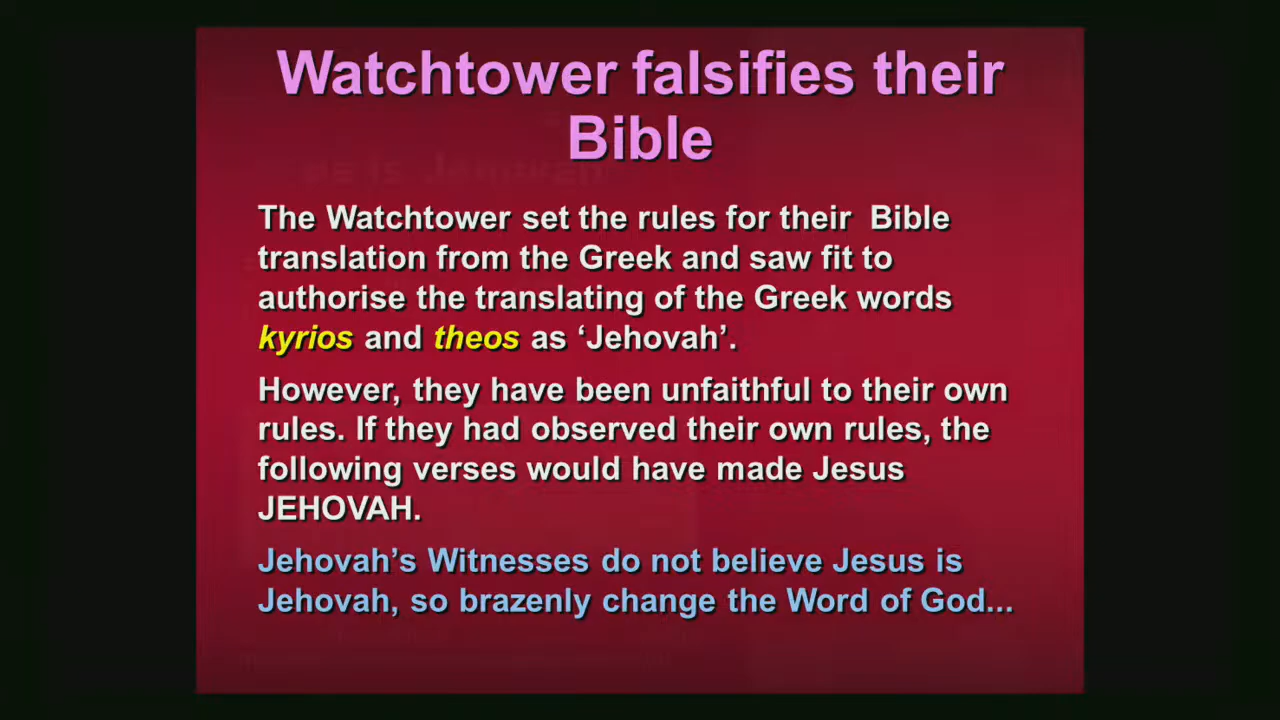 Watchtower falsifies their
Bible
The Watchtower set the rules for their Bible
translation from the Greek and saw fit to
authorise the translating of the Greek words
kyrios and theos as ‘Jehovah’.
However, they have been unfaithful to their own
rules. If they had observed their own rules, the
following verses would have made Jesus
JEHOVAH.
Jehovah’s Witnesses do not believe Jesus is
Jehovah, so brazenly change the Word of God...